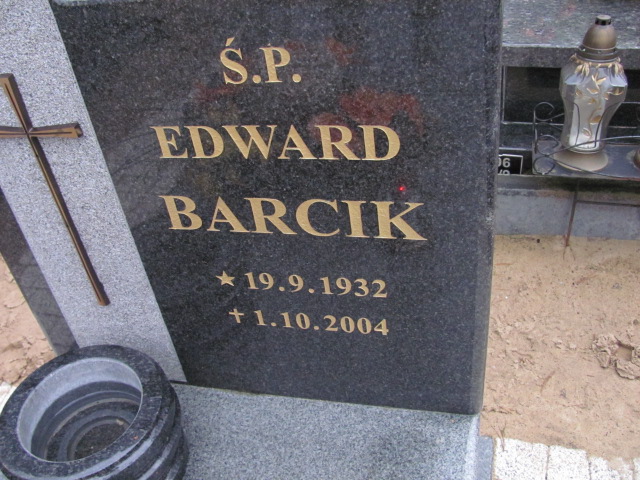 Ś.P.
EDWARD
BARCIK
★ 19.9.1932
✝ 1.10.2004